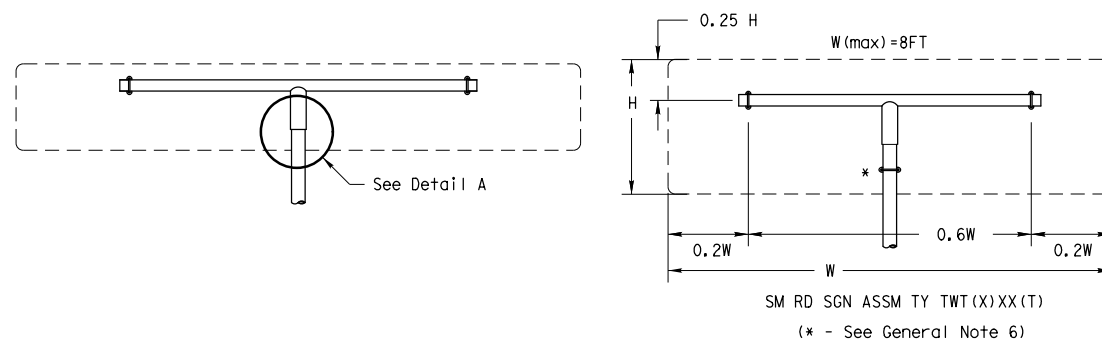 0.25 H
W(max)=8FT
H
*
See Detail A
0.2W
0.6W
0.2W
W
SM RD SGN ASSM TY TWT(X)XX(T)
(* - See General Note 6)